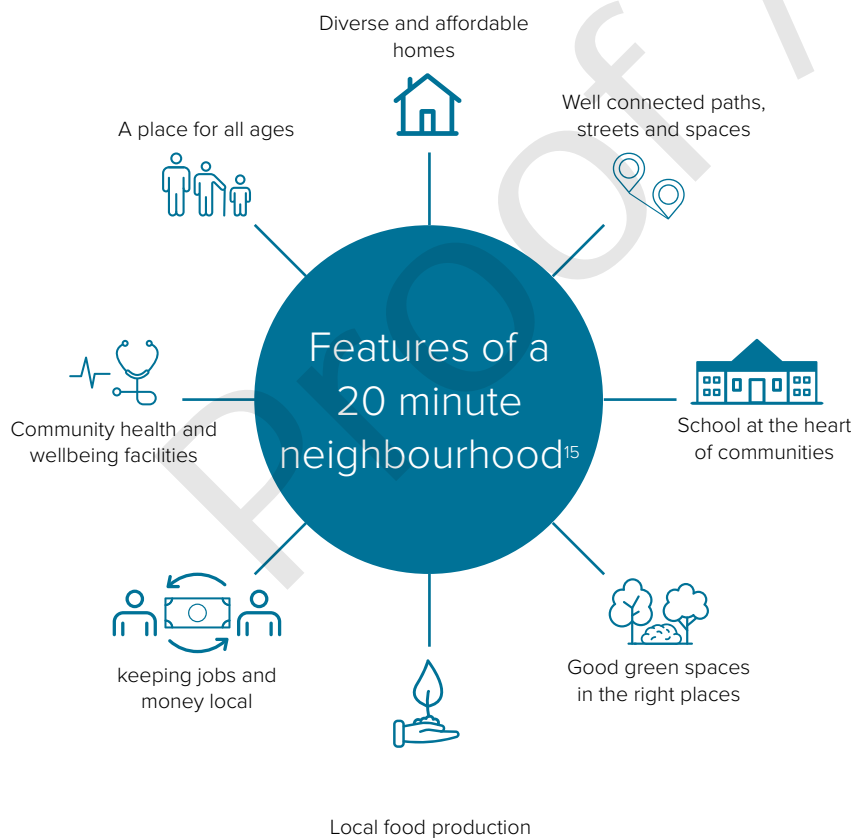 Diverse and affordable
homes
Well connected paths,
streets and spaces
A place for all ages
Features of a
20 minute
neighbourhood15
School at the heart
of communities
Community health and
wellbeing facilities
Good green spaces
in the right places
keeping jobs and
money local
Local food production
Proof